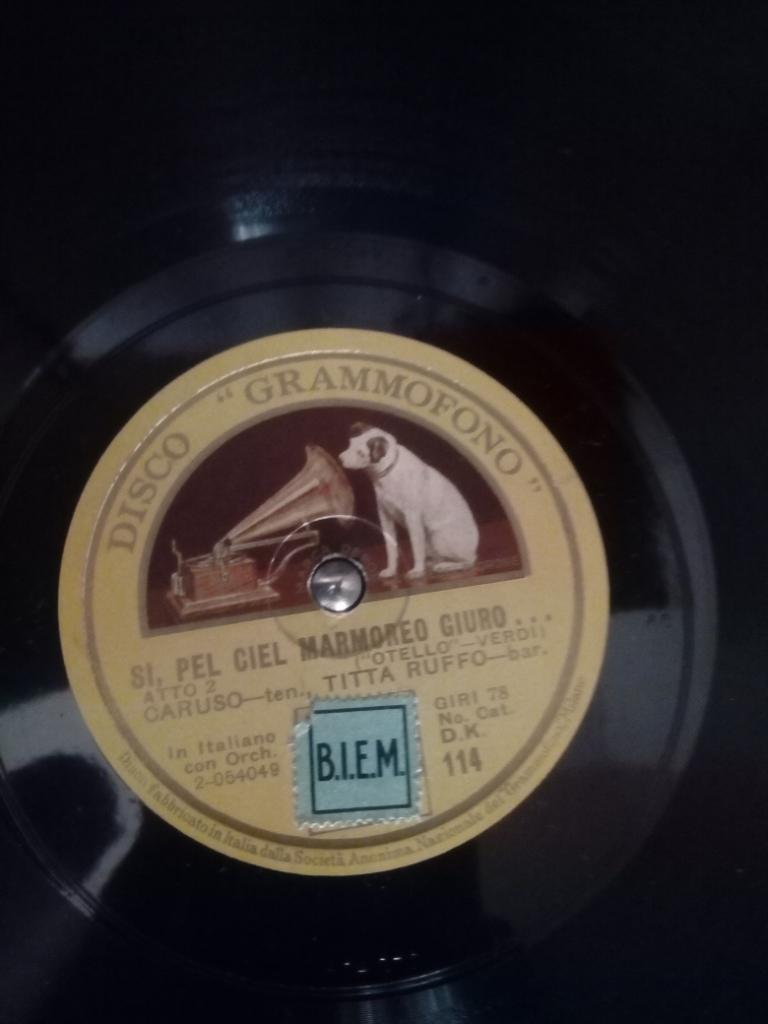 DISCO "GRAMMOFONO"
SI, PEL CIEL MARMOREO GIURO...
ATTO 2 ("OTELLO"—VERDI)
CARUSO—ten., TITTA RUFFO—bar.
In Italiano
con Orch.
2-054049
B.I.E.M.
GIRI 78
No. Cat.
D.K.
114
Disco fabbricato in Italia dalla Società Anonima Nazionale del "Grammofono", Milano